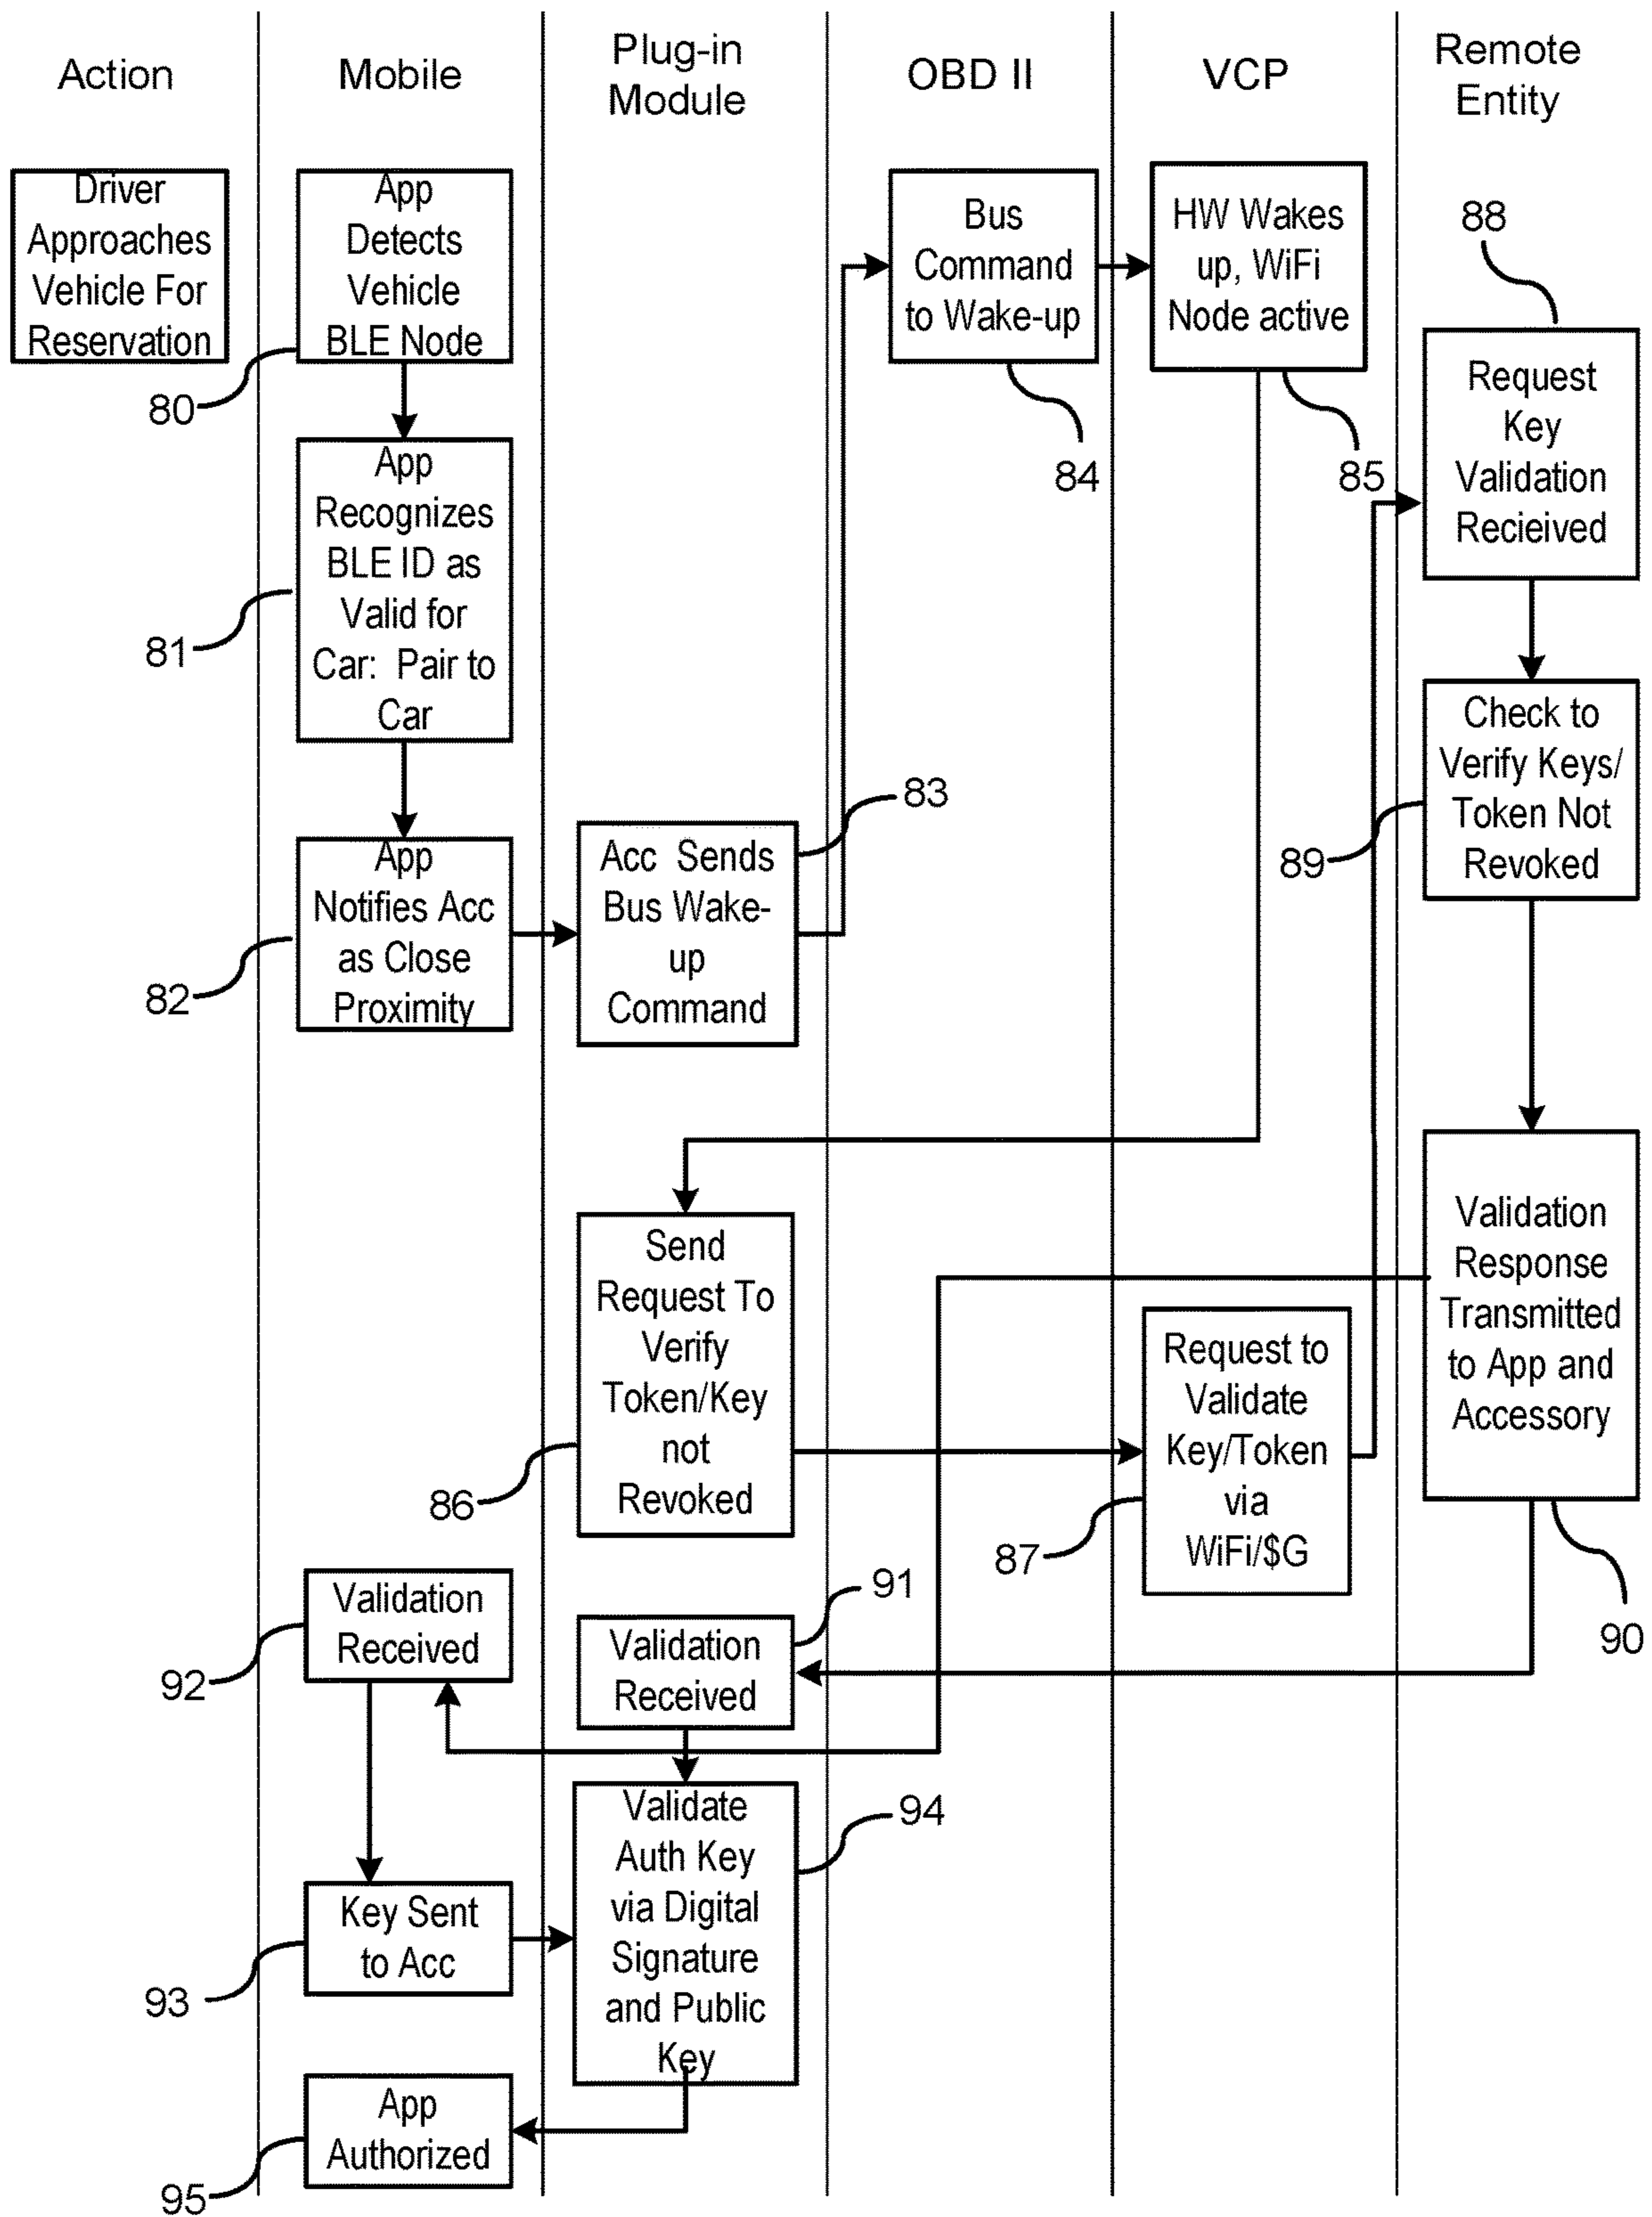 Action
Mobile
Plug-in
Module
OBD II
VCP
Remote
Entity
Driver
Approaches
Vehicle For
Reservation
App
Detects
Vehicle
BLE Node
80
App
Recognizes
BLE ID as
Valid for
Car: Pair to
Car
81
App
Notifies Acc
as Close
Proximity
82
Acc Sends
Bus Wake-
up
Command
83
Bus
Command
to Wake-up
84
HW Wakes
up, WiFi
Node active
85
Send
Request To
Verify
Token/Key
not
Revoked
86
Request to
Validate
Key/Token
via
WiFi/$G
87
88
Request
Key
Validation
Recieived
Check to
Verify Keys/
Token Not
Revoked
89
Validation
Response
Transmitted
to App and
Accessory
90
Validation
Received
91
Validation
Received
92
Key Sent
to Acc
93
Validate
Auth Key
via Digital
Signature
and Public
Key
94
App
Authorized
95